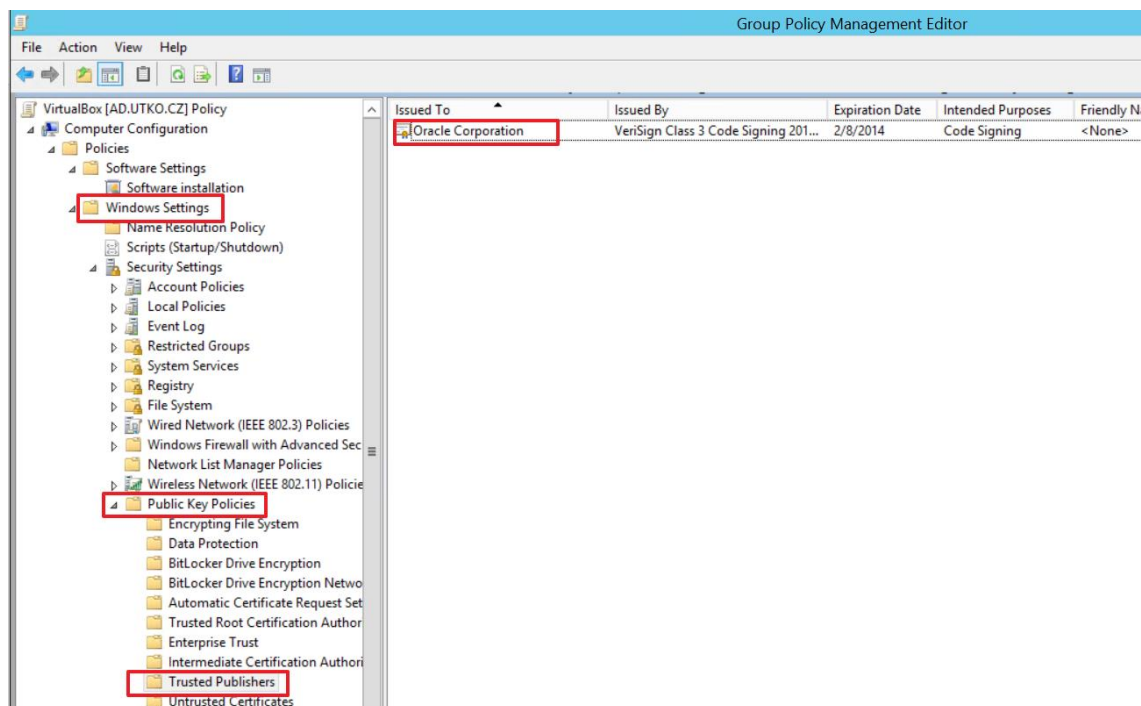 Group Policy Management Editor
File Action View Help
VirtualBox [AD.UTKO.CZ] Policy
Computer Configuration
Policies
Software Settings
Software installation
Windows Settings
Name Resolution Policy
Scripts (Startup/Shutdown)
Security Settings
Account Policies
Local Policies
Event Log
Restricted Groups
System Services
Registry
File System
Wired Network (IEEE 802.3) Policies
Windows Firewall with Advanced Sec
Network List Manager Policies
Wireless Network (IEEE 802.11) Policie
Public Key Policies
Encrypting File System
Data Protection
BitLocker Drive Encryption
BitLocker Drive Encryption Netwo
Automatic Certificate Request Set
Trusted Root Certification Author
Enterprise Trust
Intermediate Certification Authori
Trusted Publishers
Untrusted Certificates
Issued To Issued By Expiration Date Intended Purposes Friendly N
Oracle Corporation VeriSign Class 3 Code Signing 201... 2/8/2014 Code Signing <None>